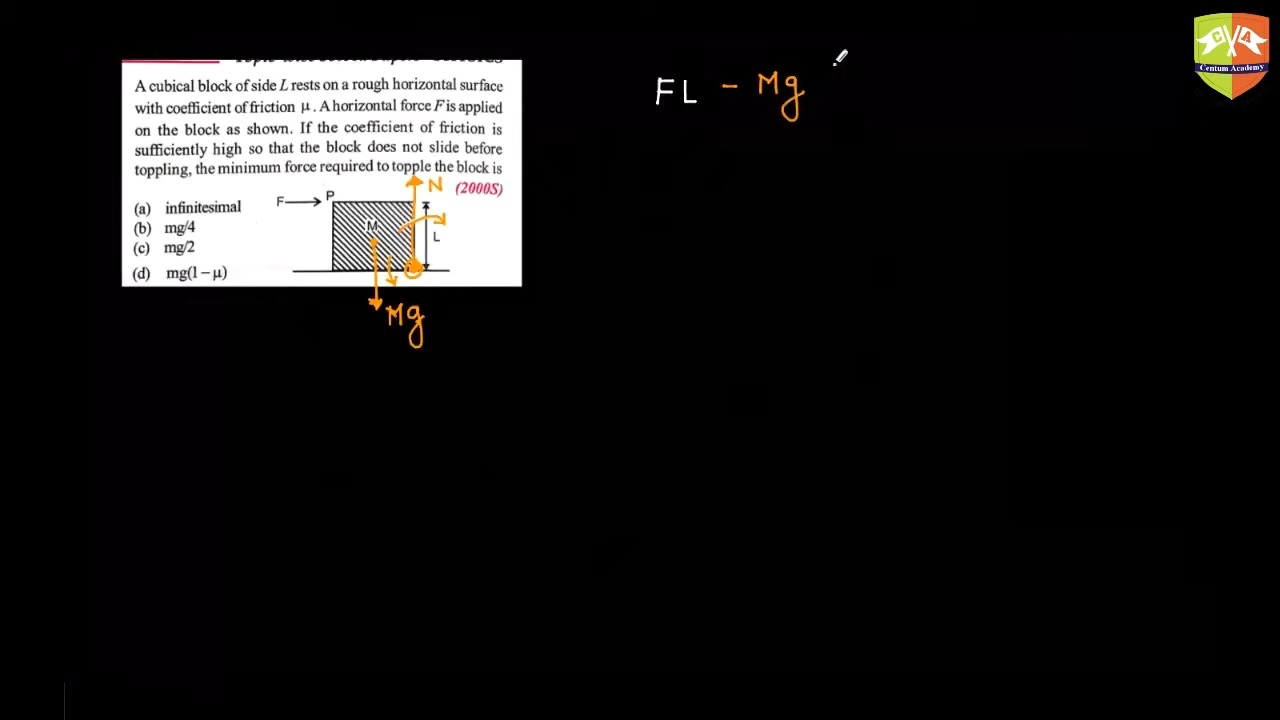 A cubical block of side L rests on a rough horizontal surface
with coefficient of friction μ. A horizontal force F is applied
on the block as shown. If the coefficient of friction is
sufficiently high so that the block does not slide before
toppling, the minimum force required to topple the block is
(2000S)
(a) infinitesimal
(b) mg/4
(c) mg/2
(d) mg(1−μ)
F P N
M
L
Mg
FL - Mg
C A
Centum Academy